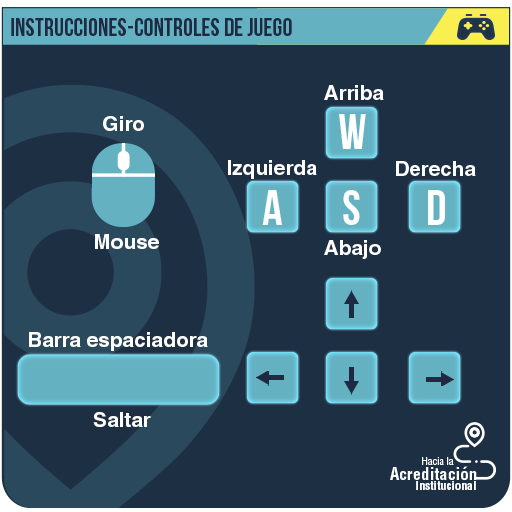 INSTRUCCIONES-CONTROLES DE JUEGO
Giro
Mouse
Arriba
W
Izquierda
Derecha
A
S
D
Abajo
Barra espaciadora
Saltar
Hacia la
Acreditación
Institucional